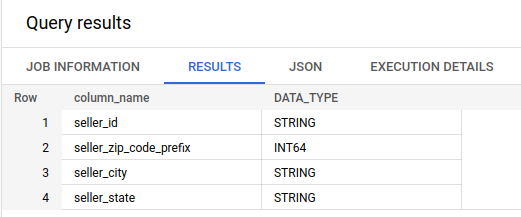 Query results
JOB INFORMATION RESULTS JSON EXECUTION DETAILS
Row column_name DATA_TYPE
1 seller_id STRING
2 seller_zip_code_prefix INT64
3 seller_city STRING
4 seller_state STRING